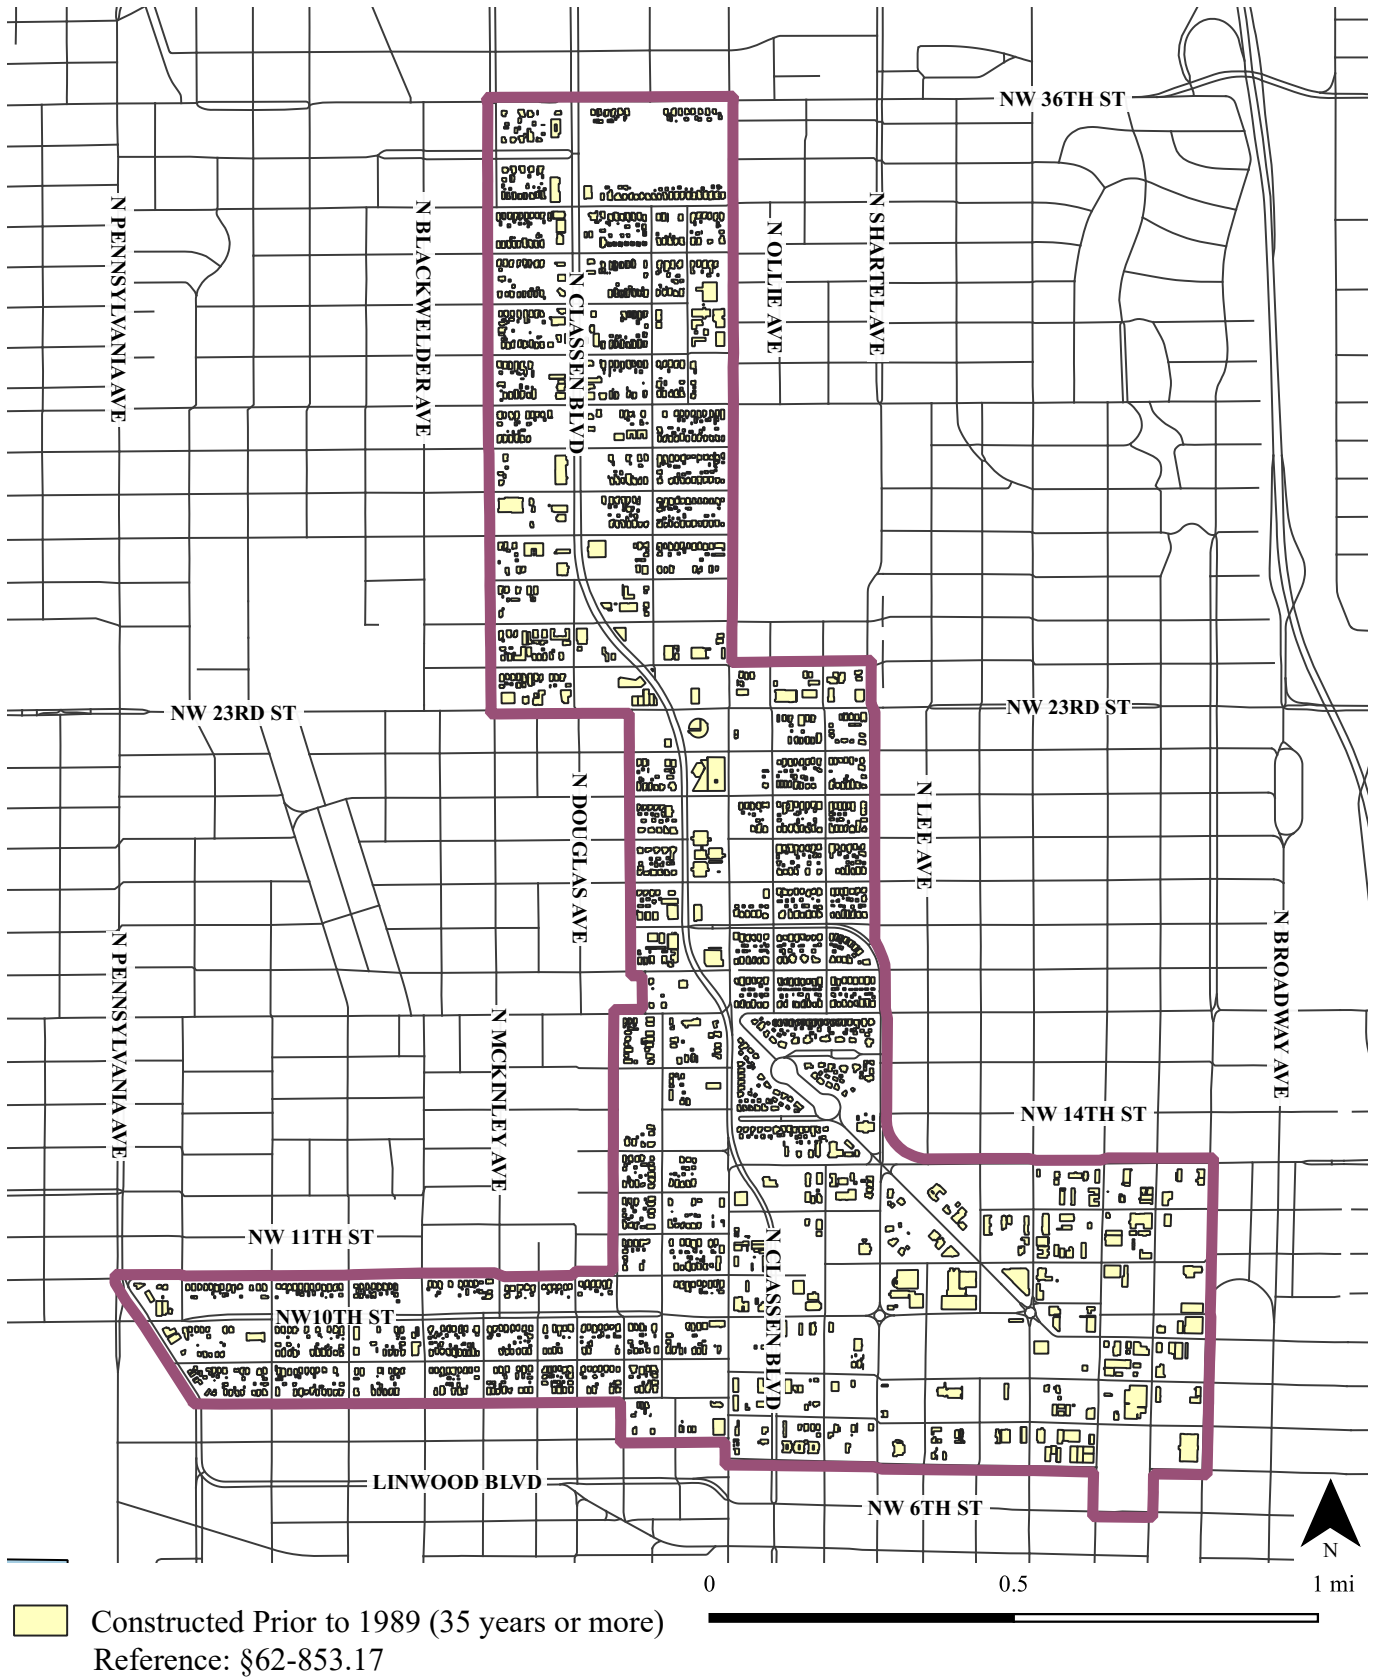 NW 36TH ST
N PENNSYLVANIA AVE
N BLACKWELDER AVE
N CLASSEN BLVD
N OLLIE AVE
N SHARTEL AVE
NW 23RD ST
NW 23RD ST
N DOUGLAS AVE
N LEE AVE
N BROADWAY AVE
N PENNSYLVANIA AVE
N MCKINLEY AVE
NW 14TH ST
NW 11TH ST
N CLASSEN BLVD
NW10TH ST
LINWOOD BLVD
NW 6TH ST
N
0 0.5 1 mi
Constructed Prior to 1989 (35 years or more)
Reference: §62-853.17